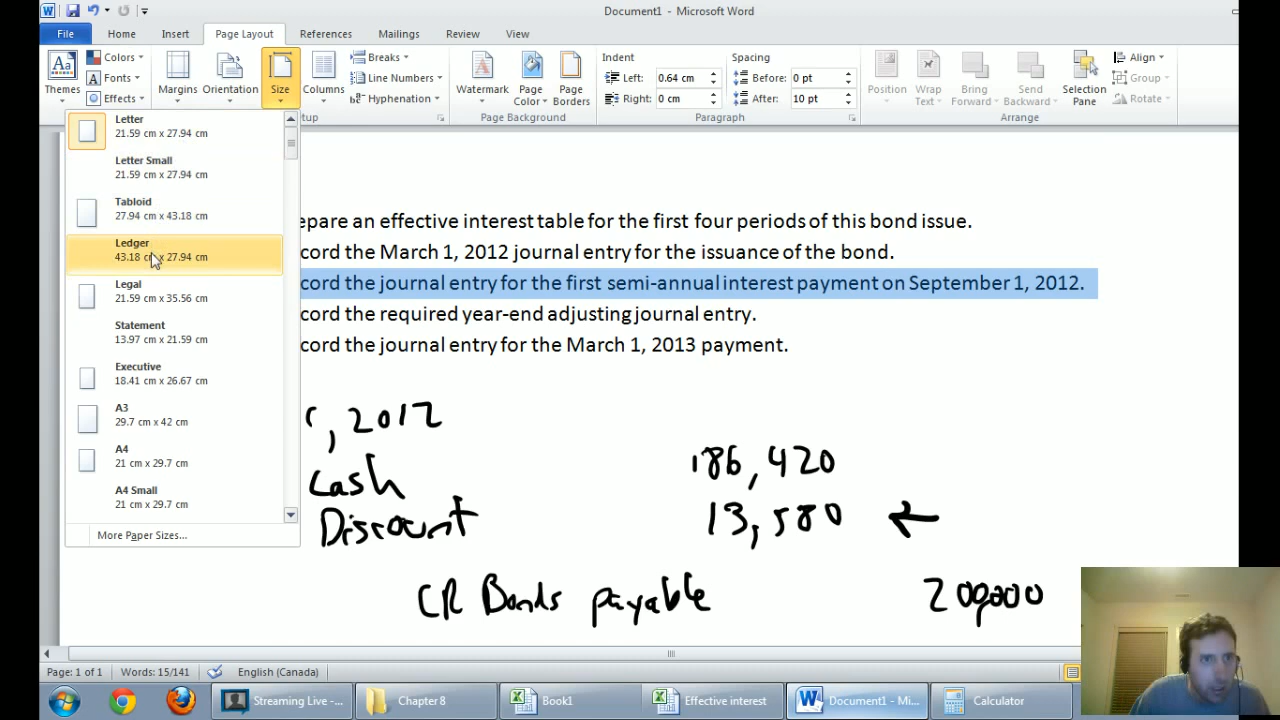 Document1 - Microsoft Word
File Home Insert Page Layout References Mailings Review View
Themes Colors Fonts Effects
Margins Orientation Size Columns
Breaks
Line Numbers
Hyphenation
Watermark Page Color Page Borders
Indent
Left: 0.64 cm
Right: 0 cm
Spacing
Before: 0 pt
After: 10 pt
Position Wrap Text Bring Forward Send Backward Selection Pane
Align
Group
Rotate
Page Background Paragraph Arrange
Letter
21.59 cm x 27.94 cm
Letter Small
21.59 cm x 27.94 cm
Tabloid
27.94 cm x 43.18 cm
Ledger
43.18 cm x 27.94 cm
Legal
21.59 cm x 35.56 cm
Statement
13.97 cm x 21.59 cm
Executive
18.41 cm x 26.67 cm
A3
29.7 cm x 42 cm
A4
21 cm x 29.7 cm
A4 Small
21 cm x 29.7 cm
More Paper Sizes...
epare an effective interest table for the first four periods of this bond issue.
cord the March 1, 2012 journal entry for the issuance of the bond.
cord the journal entry for the first semi-annual interest payment on September 1, 2012.
cord the required year-end adjusting journal entry.
cord the journal entry for the March 1, 2013 payment.
, 2012
Cash 186,420
Discount 13,580
CR Bonds payable 200,000
Page: 1 of 1 Words: 15/141 English (Canada)
Streaming Live -... Chapter 8 Book1 Effective interest Document1 - Mi... Calculator